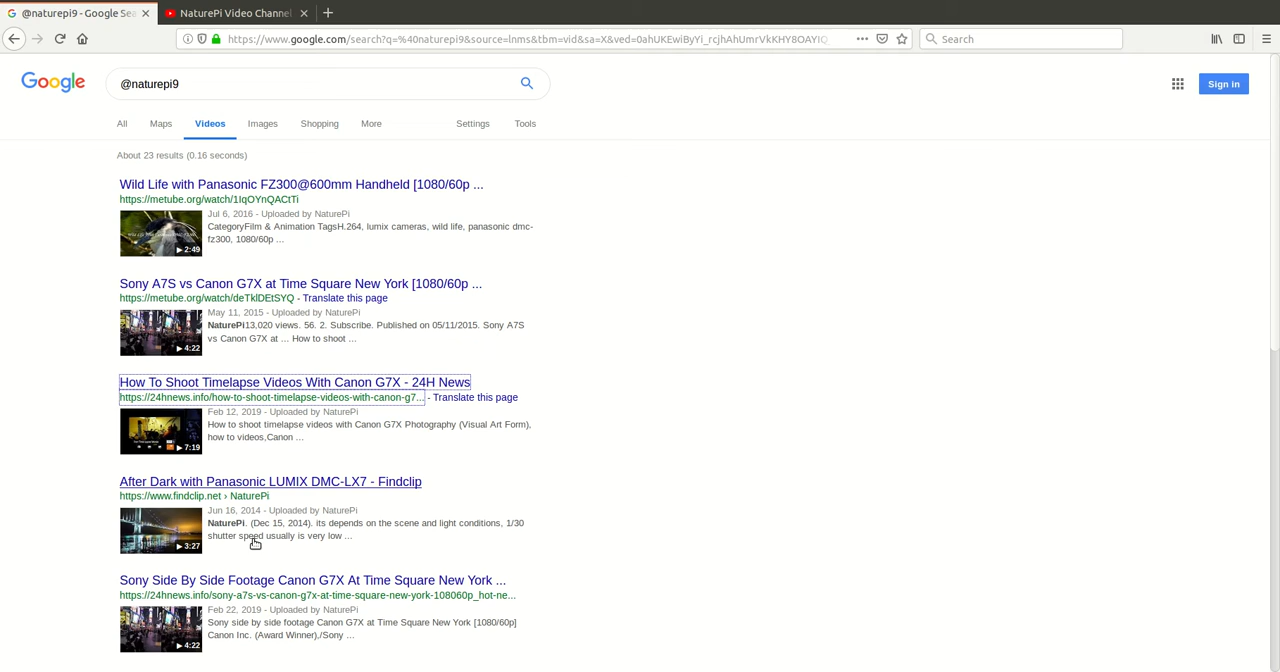 @naturepi9 - Google Sea
NaturePi Video Channel
https://www.google.com/search?q=%40naturepi9&source=lnms&tbm=vid&sa=X&ved=0ahUKEwiByYi_rcjhAhUmrVkKHY8OAYIQ
Search
Google
@naturepi9
Sign in
All Maps Videos Images Shopping More Settings Tools
About 23 results (0.16 seconds)
Wild Life with Panasonic FZ300@600mm Handheld [1080/60p ...
https://metube.org/watch/1IqOYnQACtTi
Jul 6, 2016 - Uploaded by NaturePi
CategoryFilm & Animation TagsH.264, lumix cameras, wild life, panasonic dmc-
fz300, 1080/60p ...
2:49
Sony A7S vs Canon G7X at Time Square New York [1080/60p ...
https://metube.org/watch/deTklDEtSYQ - Translate this page
May 11, 2015 - Uploaded by NaturePi
NaturePi13,020 views. 56. 2. Subscribe. Published on 05/11/2015. Sony A7S
vs Canon G7X at ... How to shoot ...
4:22
How To Shoot Timelapse Videos With Canon G7X - 24H News
https://24hnews.info/how-to-shoot-timelapse-videos-with-canon-g7... - Translate this page
Feb 12, 2019 - Uploaded by NaturePi
How to shoot timelapse videos with Canon G7X Photography (Visual Art Form),
how to videos,Canon ...
7:19
After Dark with Panasonic LUMIX DMC-LX7 - Findclip
https://www.findclip.net › NaturePi
Jun 16, 2014 - Uploaded by NaturePi
NaturePi. (Dec 15, 2014). its depends on the scene and light conditions, 1/30
shutter speed usually is very low ...
3:27
Sony Side By Side Footage Canon G7X At Time Square New York ...
https://24hnews.info/sony-a7s-vs-canon-g7x-at-time-square-new-york-108060p_hot-ne...
Feb 22, 2019 - Uploaded by NaturePi
Sony side by side footage Canon G7X at Time Square New York [1080/60p]
Canon Inc. (Award Winner),/Sony ...
4:22